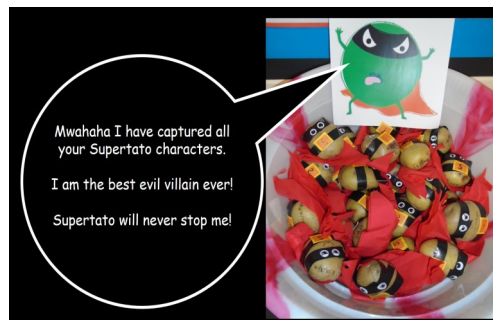 Mwahaha I have captured all
your Supertato characters.
I am the best evil villain ever!
Supertato will never stop me!